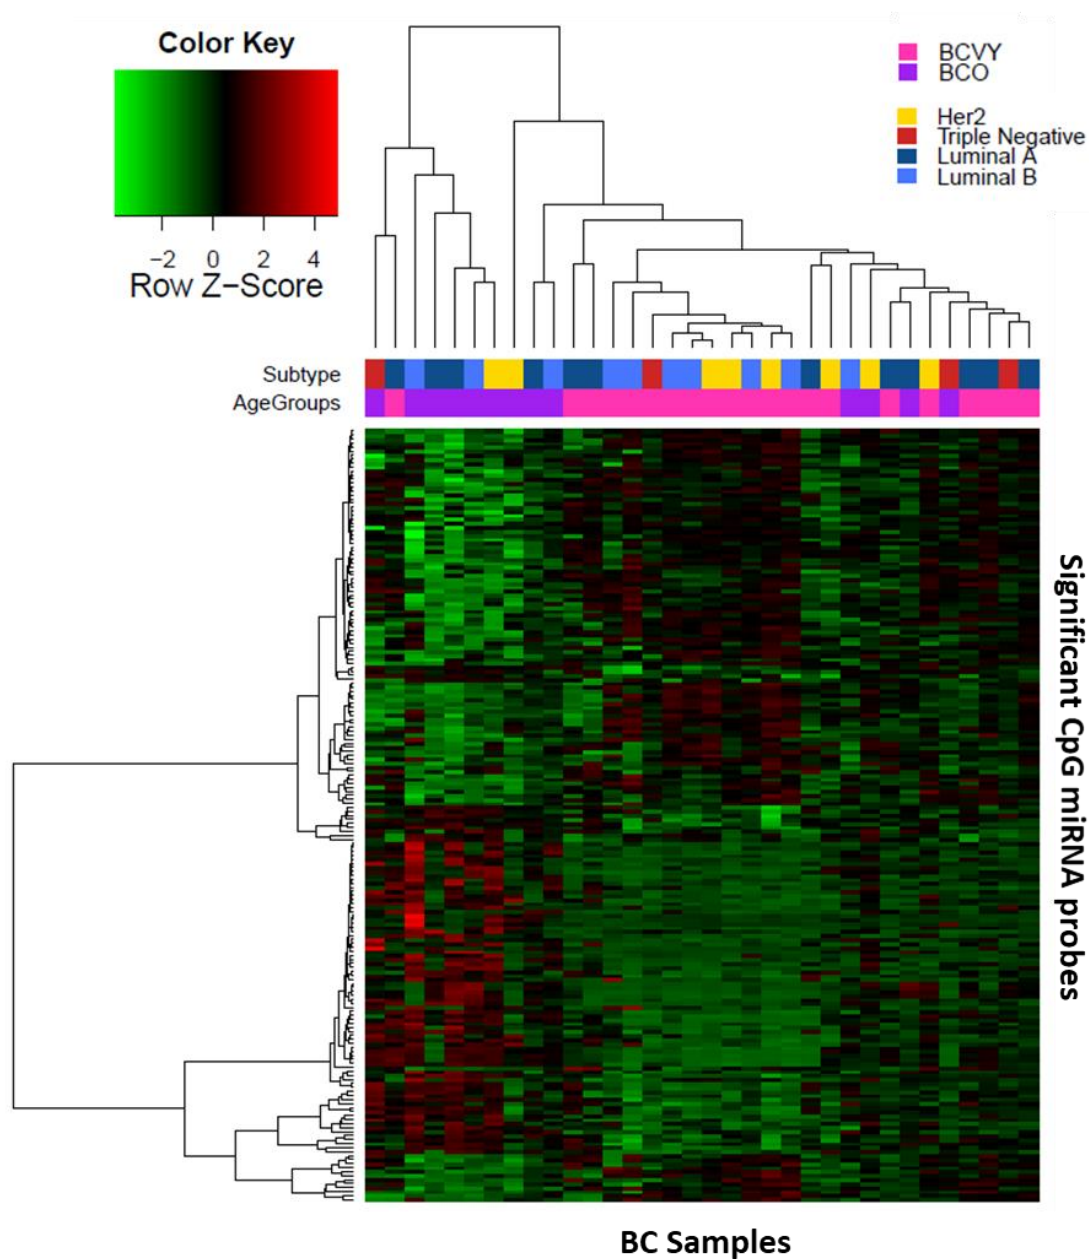 Color Key
−2 0 2 4
Row Z−Score
BCVY
BCO
Her2
Triple Negative
Luminal A
Luminal B
Subtype
AgeGroups
Significant CpG miRNA probes
BC Samples